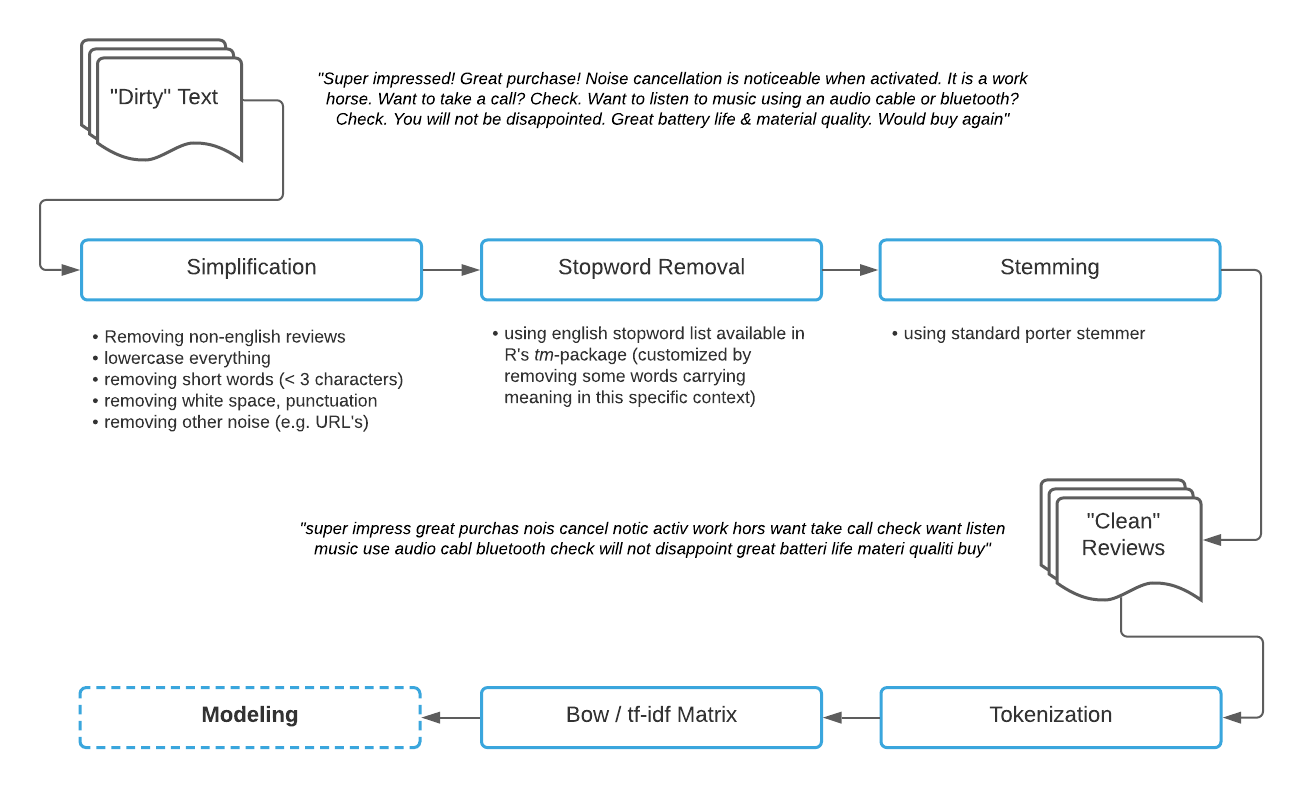 "Dirty" Text
"Super impressed! Great purchase! Noise cancellation is noticeable when activated. It is a work
horse. Want to take a call? Check. Want to listen to music using an audio cable or bluetooth?
Check. You will not be disappointed. Great battery life & material quality. Would buy again"
Simplification
• Removing non-english reviews
• lowercase everything
• removing short words (< 3 characters)
• removing white space, punctuation
• removing other noise (e.g. URL's)
Stopword Removal
• using english stopword list available in
R's tm-package (customized by
removing some words carrying
meaning in this specific context)
Stemming
• using standard porter stemmer
"super impress great purchas nois cancel notic activ work hors want take call check want listen
music use audio cabl bluetooth check will not disappoint great batteri life materi qualiti buy"
"Clean"
Reviews
Modeling
Bow / tf-idf Matrix
Tokenization